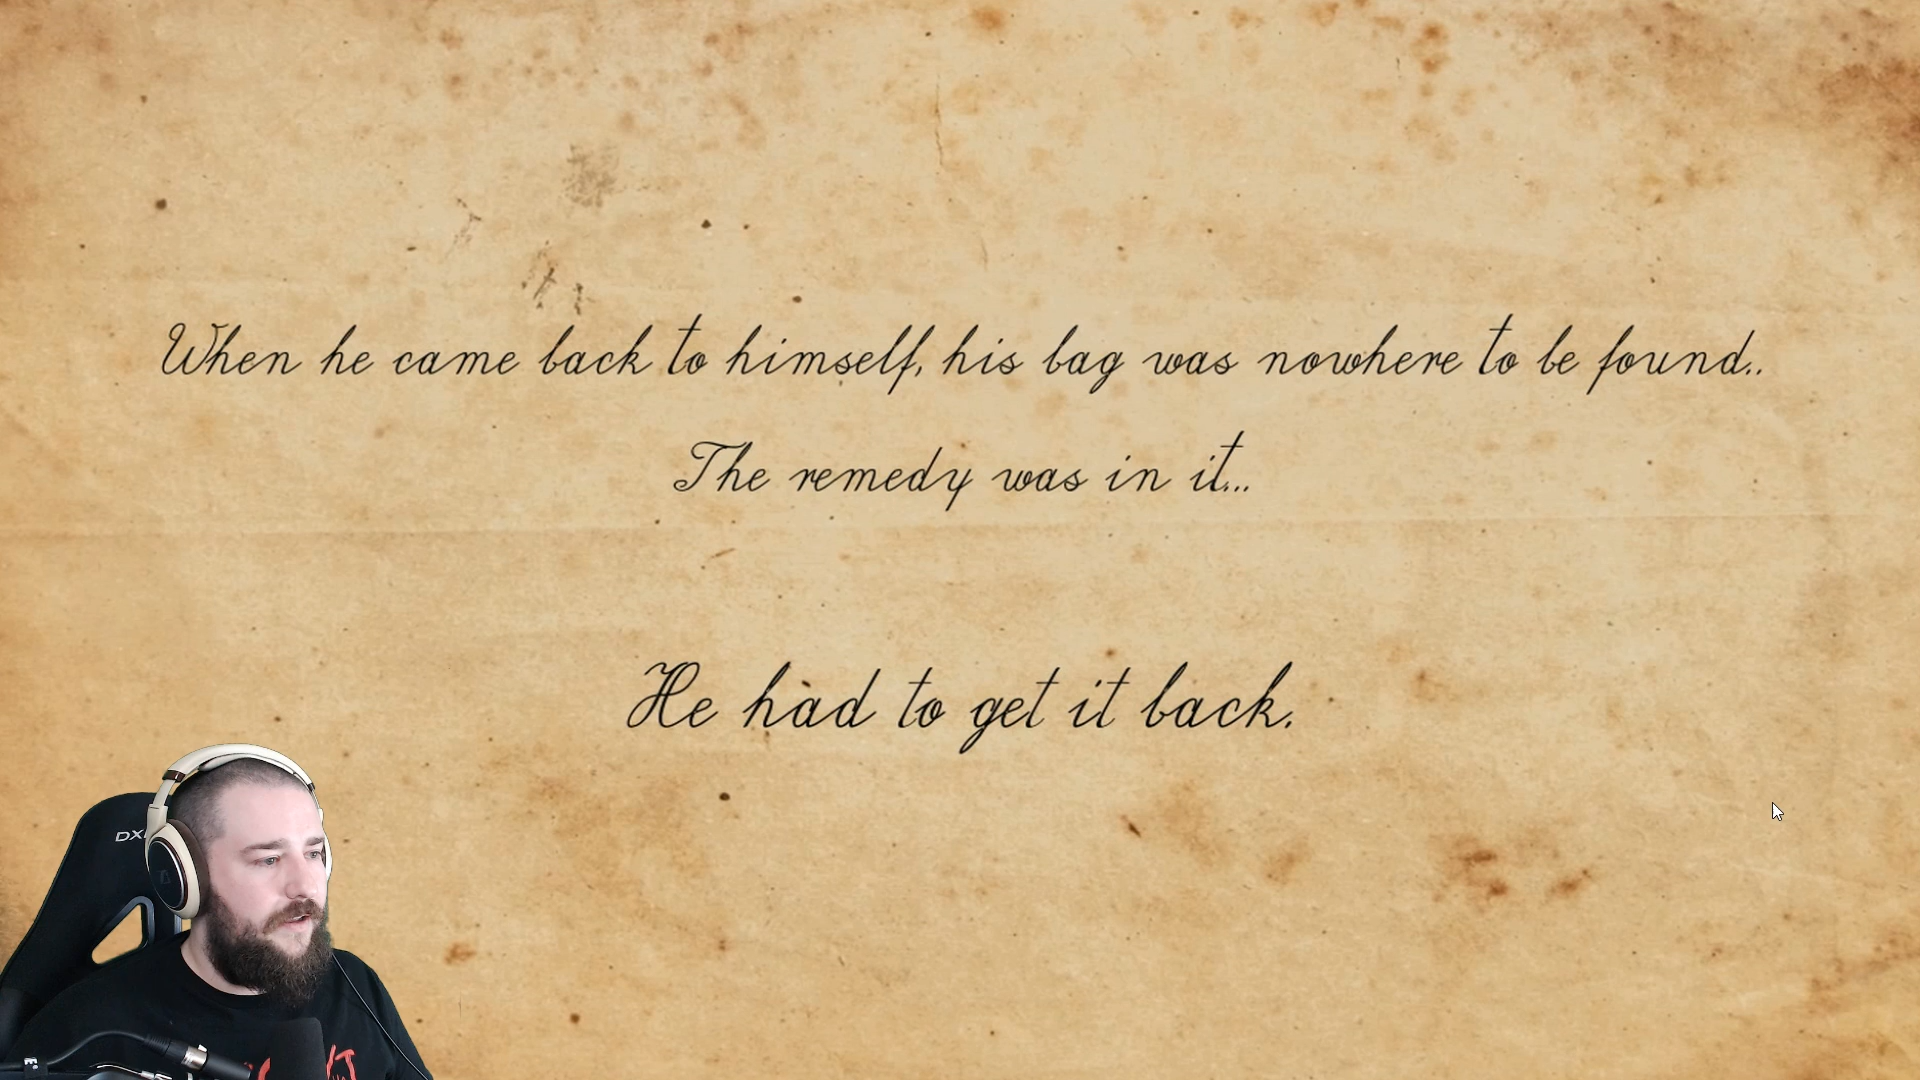 When he came back to himself, his bag was nowhere to be found..
The remedy was in it...
He had to get it back.